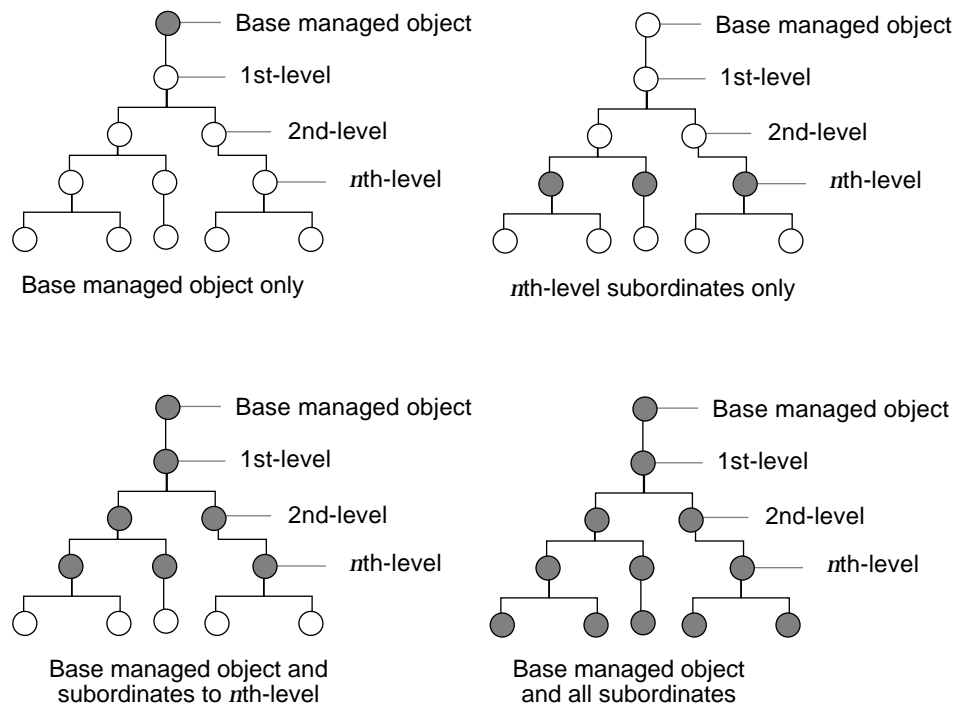 Base managed object
1st-level
2nd-level
nth-level
Base managed object only
Base managed object
1st-level
2nd-level
nth-level
nth-level subordinates only
Base managed object
1st-level
2nd-level
nth-level
Base managed object and
subordinates to nth-level
Base managed object
1st-level
2nd-level
nth-level
Base managed object
and all subordinates